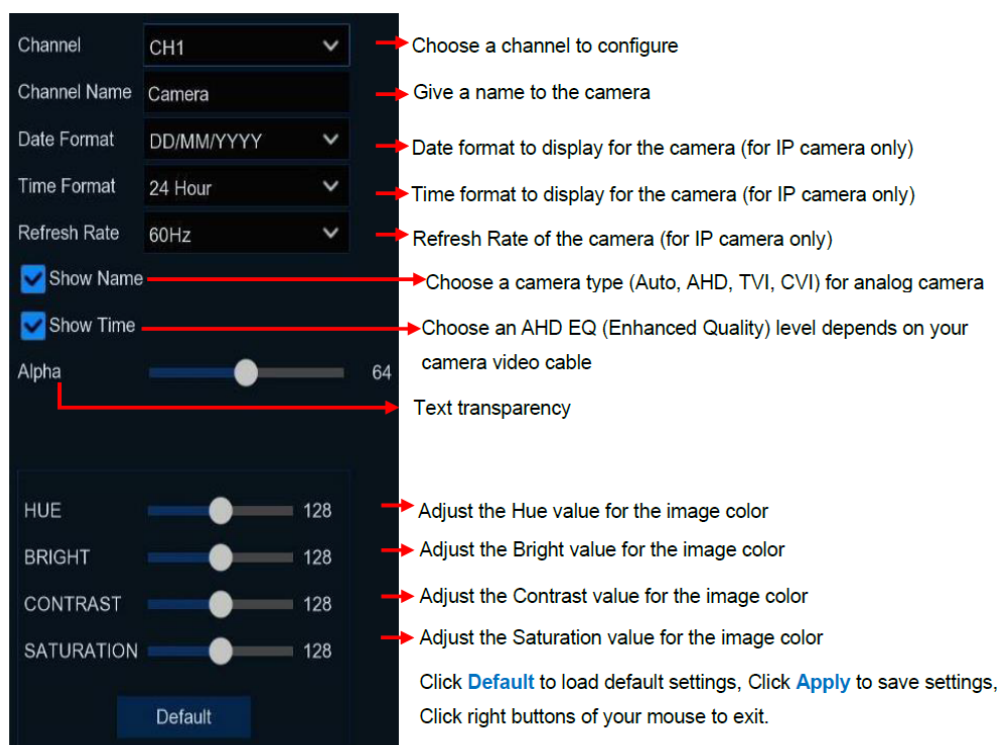 Channel CH1 Choose a channel to configure
Channel Name Camera Give a name to the camera
Date Format DD/MM/YYYY Date format to display for the camera (for IP camera only)
Time Format 24 Hour Time format to display for the camera (for IP camera only)
Refresh Rate 60Hz Refresh Rate of the camera (for IP camera only)
Show Name Choose a camera type (Auto, AHD, TVI, CVI) for analog camera
Show Time Choose an AHD EQ (Enhanced Quality) level depends on your
camera video cable
Alpha 64
Text transparency
HUE 128 Adjust the Hue value for the image color
BRIGHT 128 Adjust the Bright value for the image color
CONTRAST 128 Adjust the Contrast value for the image color
SATURATION 128 Adjust the Saturation value for the image color
Click Default to load default settings, Click Apply to save settings,
Default Click right buttons of your mouse to exit.